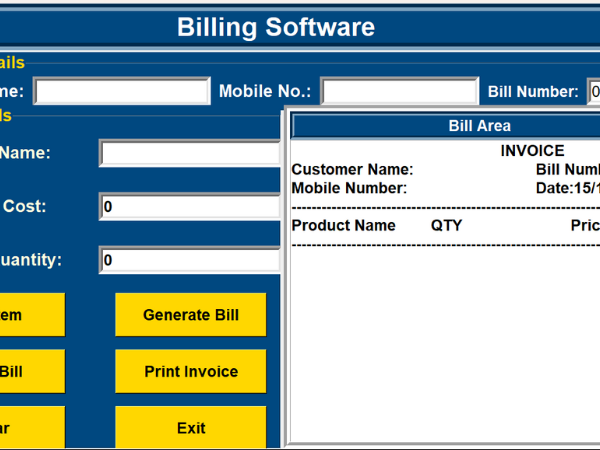 Billing Software
ails
me: Mobile No.: Bill Number: 0
ls
Name:
Cost: 0
uantity: 0
em Generate Bill
Bill Print Invoice
ar Exit
Bill Area
INVOICE
Customer Name: Bill Num
Mobile Number: Date:15/1
Product Name QTY Pric